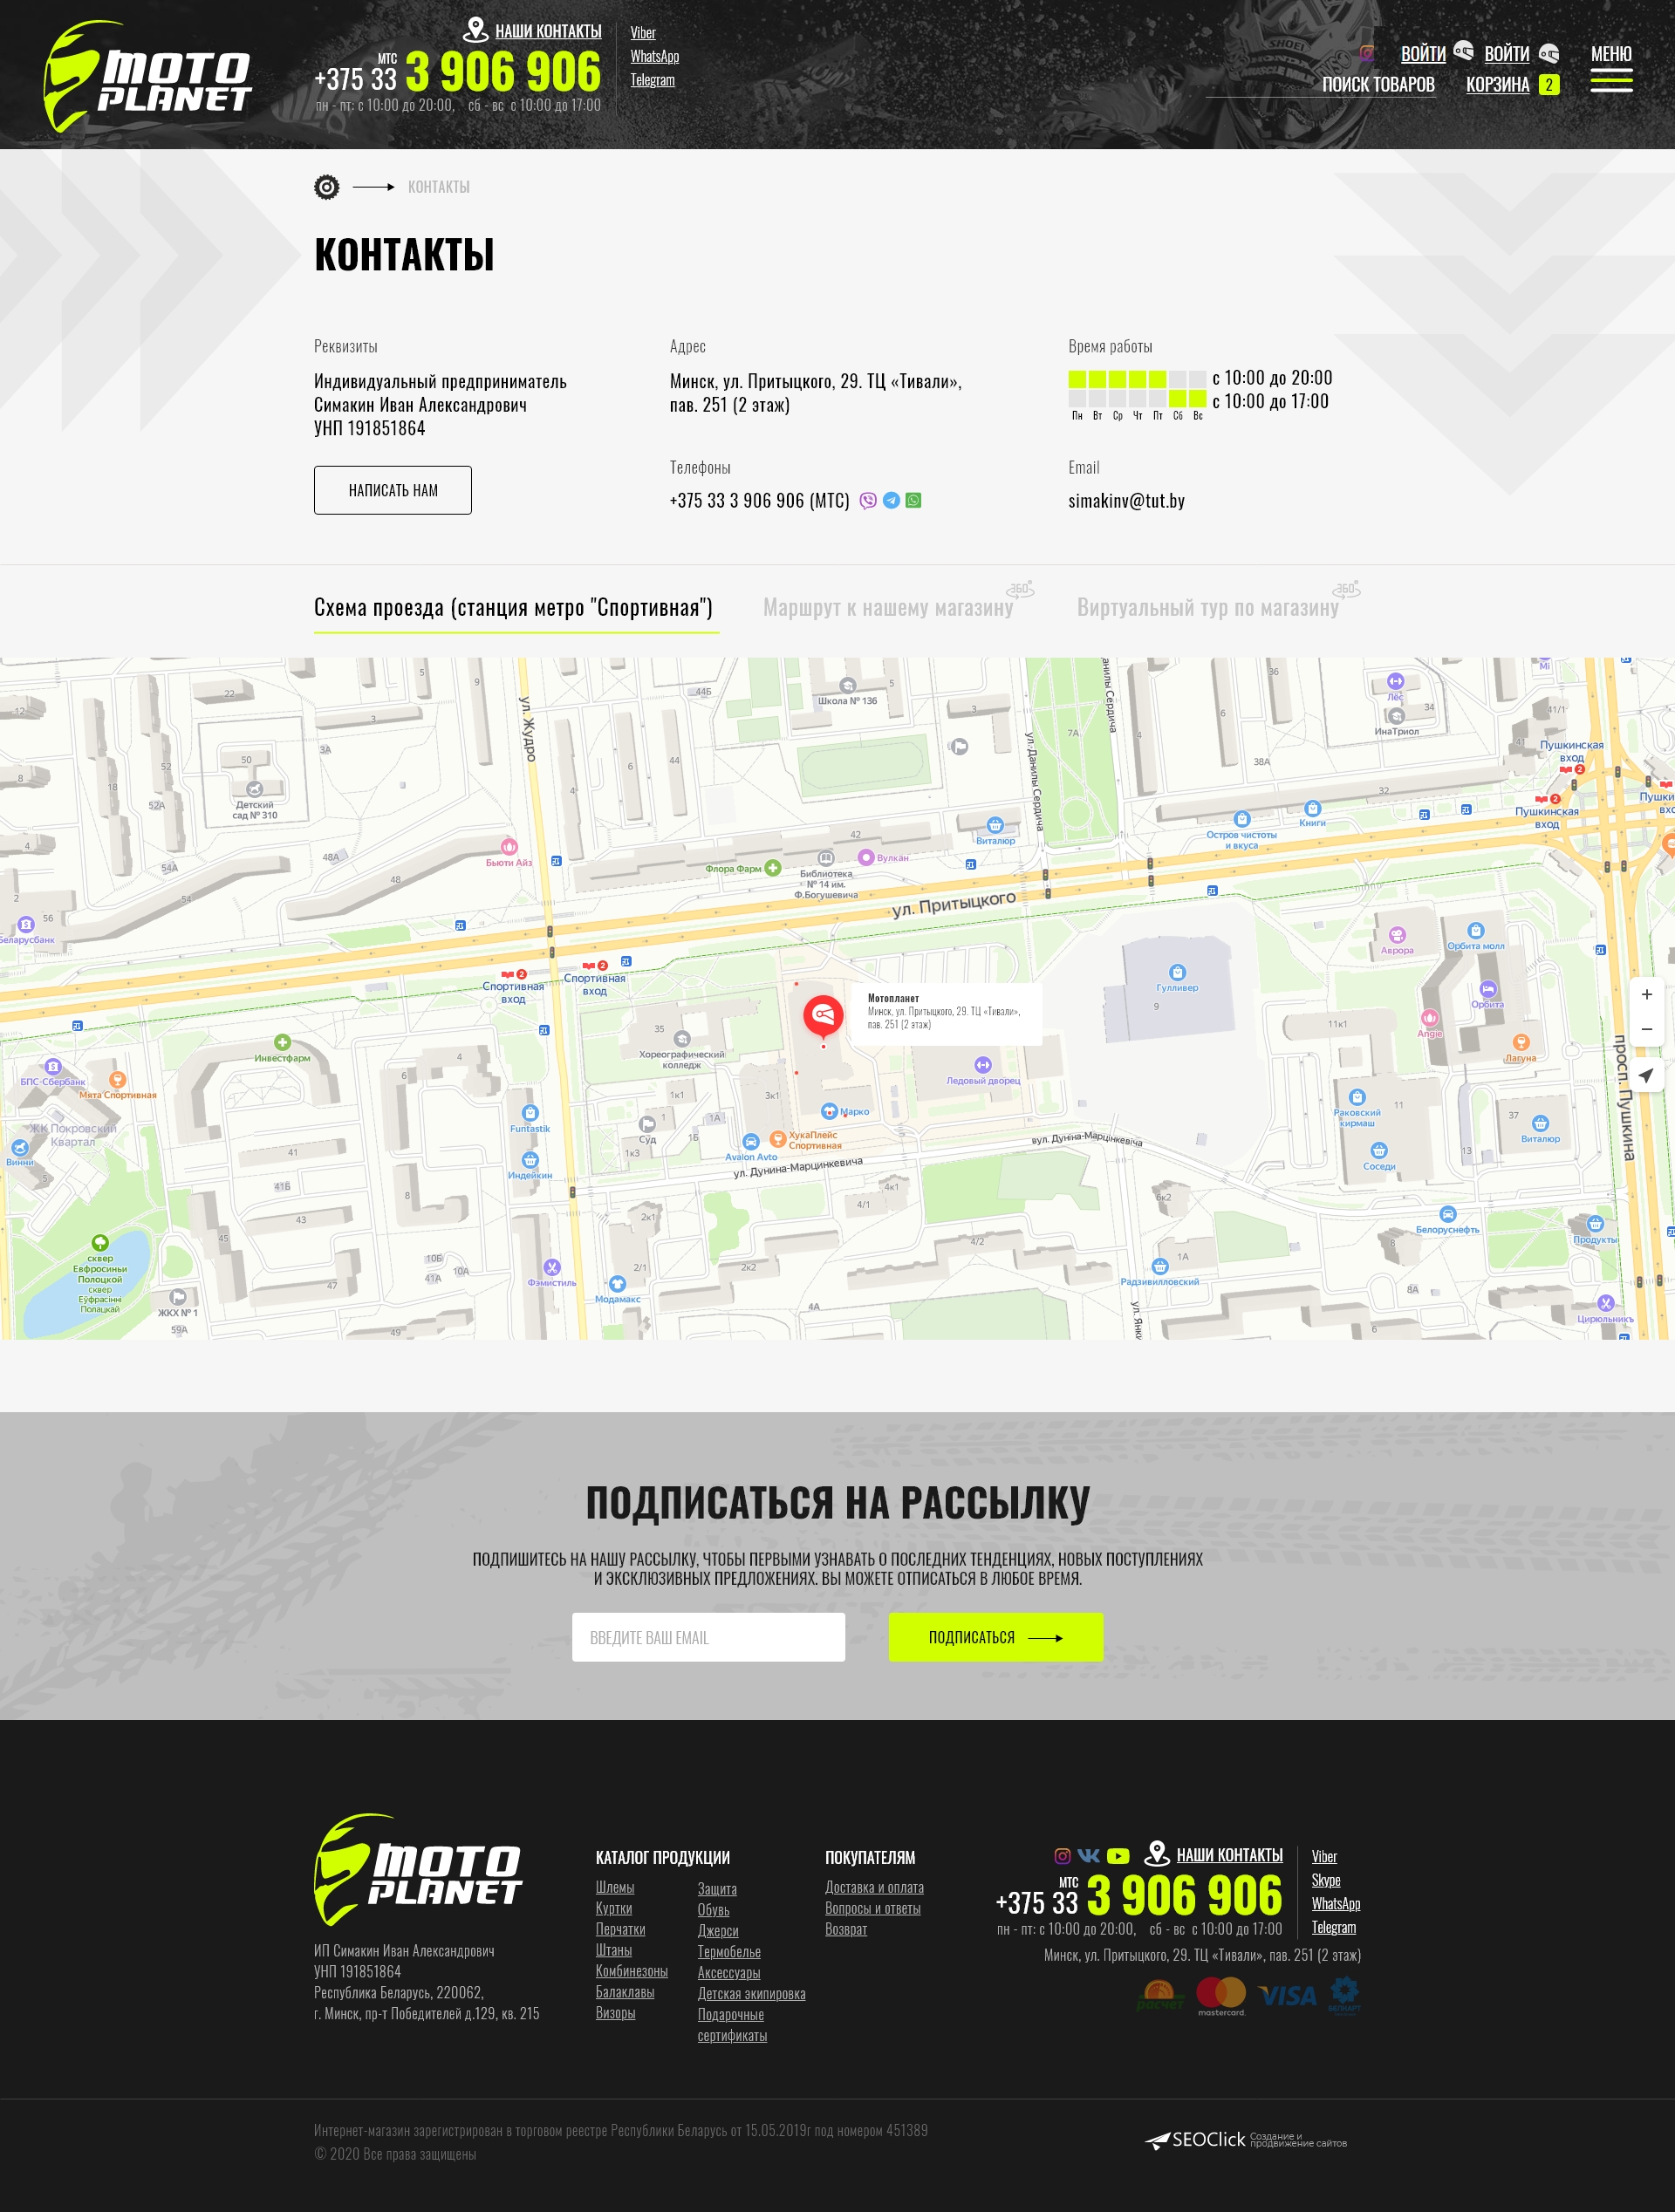 MOTO
PLANET
НАШИ КОНТАКТЫ
МТС
+375 33 3 906 906
пн - пт: с 10:00 до 20:00, сб - вс с 10:00 до 17:00
Viber
WhatsApp
Telegram
ВОЙТИ
ВОЙТИ
МЕНЮ
ПОИСК ТОВАРОВ
КОРЗИНА
2
КОНТАКТЫ
КОНТАКТЫ
Реквизиты
Индивидуальный предприниматель
Симакин Иван Александрович
УНП 191851864
НАПИСАТЬ НАМ
Адрес
Минск, ул. Притыцкого, 29. ТЦ «Тивали»,
пав. 251 (2 этаж)
Телефоны
+375 33 3 906 906 (МТС)
Время работы
с 10:00 до 20:00
с 10:00 до 17:00
Пн Вт Ср Чт Пт Сб Вс
Email
simakinv@tut.by
Схема проезда (станция метро "Спортивная")
Маршрут к нашему магазину
360
Виртуальный тур по магазину
360
ул. Жудро
Школа № 136
ул. Данилы Сердича
Лёс
ИнаТриол
Пушкинская
вход
Детский
сад № 310
Пушкинская
вход
Книги
Остров чистоты
и вкуса
Виталюр
Бьюти Айз
Флора Фарм
Вулкан
Библиотека
№ 14 им.
Ф.Богушевича
ул. Притыцкого
Беларусбанк
Аврора
Орбита молл
Спортивная
вход
Спортивная
вход
Гулливер
Орбита
Мотопланет
Минск, ул. Притыцкого, 29. ТЦ «Тивали»,
пав. 251 (2 этаж)
Angie
Лагуна
Инвестфарм
Хореографический
колледж
БПС-Сбербанк
Мята Спортивная
Ледовый дворец
просп. Пушкина
Марко
Раковский
кирмаш
ЖК Покровский
Квартал
Funtastik
Суд
ХукаПлейс
Спортивная
Avalon Avto
вул. Дуніна-Марцінкевіча
Виталюр
Винни
Индейкин
ул. Дунина-Марцинкевича
Соседи
Белоруснефть
Продукты
сквер
Евфросиньи
Полоцкой
сквер
Еўфрасінні
Полацкай
Фэмистиль
Модамакс
Радзивилловский
ЖКХ № 1
Цирюльникъ
ПОДПИСАТЬСЯ НА РАССЫЛКУ
ПОДПИШИТЕСЬ НА НАШУ РАССЫЛКУ, ЧТОБЫ ПЕРВЫМИ УЗНАВАТЬ О ПОСЛЕДНИХ ТЕНДЕНЦИЯХ, НОВЫХ ПОСТУПЛЕНИЯХ
И ЭКСКЛЮЗИВНЫХ ПРЕДЛОЖЕНИЯХ. ВЫ МОЖЕТЕ ОТПИСАТЬСЯ В ЛЮБОЕ ВРЕМЯ.
ВВЕДИТЕ ВАШ EMAIL
ПОДПИСАТЬСЯ
MOTO
PLANET
ИП Симакин Иван Александрович
УНП 191851864
Республика Беларусь, 220062,
г. Минск, пр-т Победителей д.129, кв. 215
КАТАЛОГ ПРОДУКЦИИ
Шлемы
Куртки
Перчатки
Штаны
Комбинезоны
Балаклавы
Визоры
Защита
Обувь
Джерси
Термобелье
Аксессуары
Детская экипировка
Подарочные
сертификаты
ПОКУПАТЕЛЯМ
Доставка и оплата
Вопросы и ответы
Возврат
НАШИ КОНТАКТЫ
МТС
+375 33 3 906 906
пн - пт: с 10:00 до 20:00, сб - вс с 10:00 до 17:00
Viber
Skype
WhatsApp
Telegram
Минск, ул. Притыцкого, 29. ТЦ «Тивали», пав. 251 (2 этаж)
расчет
mastercard.
VISA
БЕЛКАРТ
Интернет-магазин зарегистрирован в торговом реестре Республики Беларусь от 15.05.2019г под номером 451389
© 2020 Все права защищены
SEOClick
Создание и
продвижение сайтов